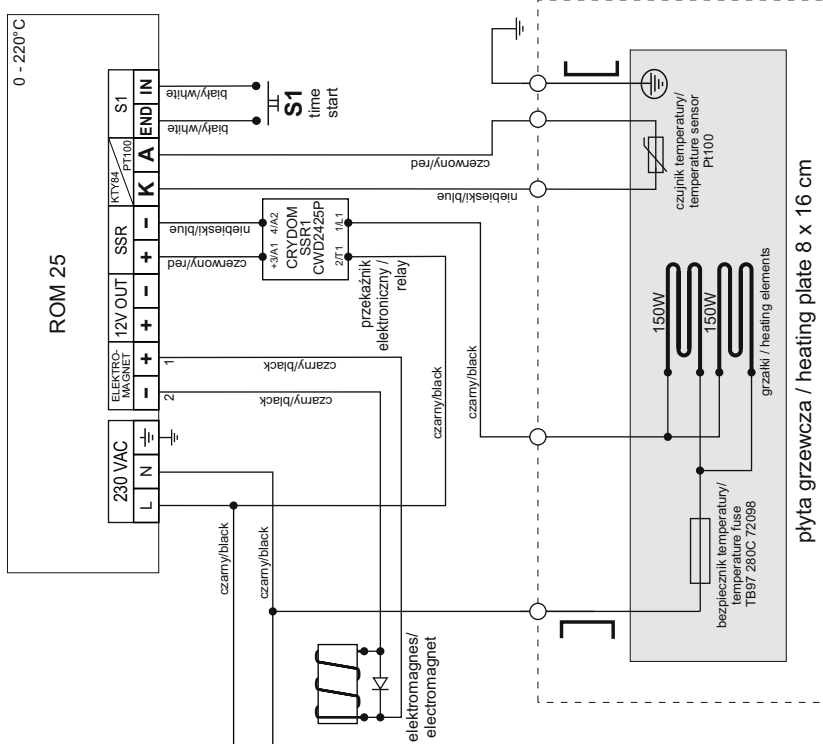 0 - 220°C
ROM 25
S1
IN
END
KTY84
PT100
A
K
SSR
−
+
12V OUT
−
+
ELEKTRO-
MAGNET
+
−
1
2
230 VAC
N
L
biały/white
biały/white
S1
time
start
czerwony/red
niebieski/blue
niebieski/blue
czerwony/red
+3/A1 4/A2
CRYDOM
SSR1
CWD2425P
2/T1 1/L1
przekaźnik
elektroniczny /
relay
czarny/black
czarny/black
czarny/black
czarny/black
czarny/black
czarny/black
elektromagnes/
electromagnet
czujnik temperatury/
temperature sensor
Pt100
150W
150W
grzałki / heating elements
bezpiecznik temperatury/
temperature fuse
TB97 280C 72098
płyta grzewcza / heating plate 8 x 16 cm